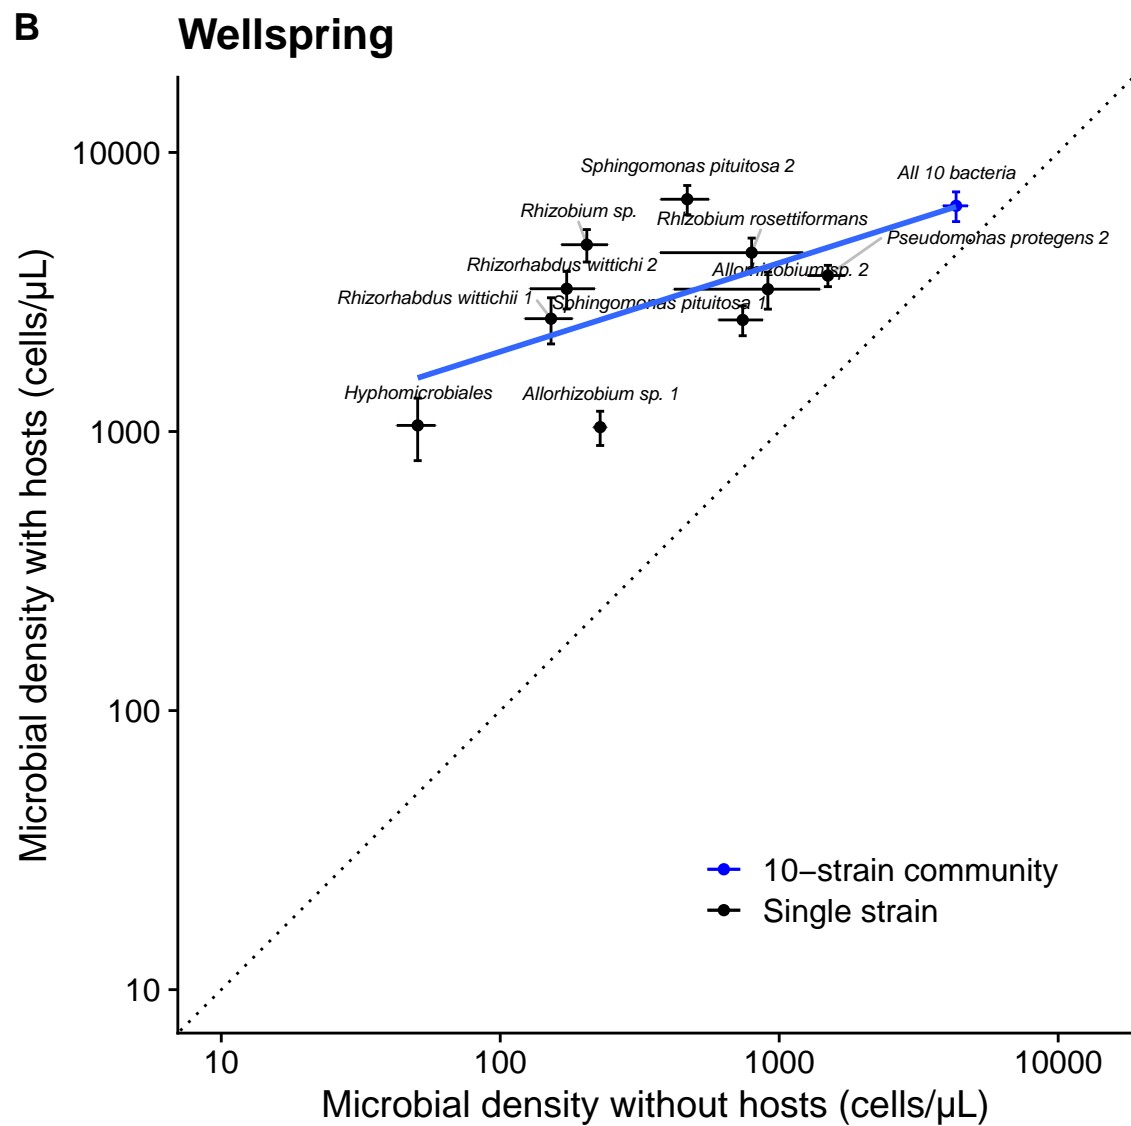 B
Wellspring
Microbial density with hosts (cells/μL)
10000
1000
100
10
Sphingomonas pituitosa 2
All 10 bacteria
Rhizobium sp.
Rhizobium rosettiformans
Pseudomonas protegens 2
Rhizorhabdus wittichi 2
Allorhizobium sp. 2
Rhizorhabdus wittichii 1
Sphingomonas pituitosa 1
Hyphomicrobiales
Allorhizobium sp. 1
10−strain community
Single strain
10
100
1000
10000
Microbial density without hosts (cells/μL)